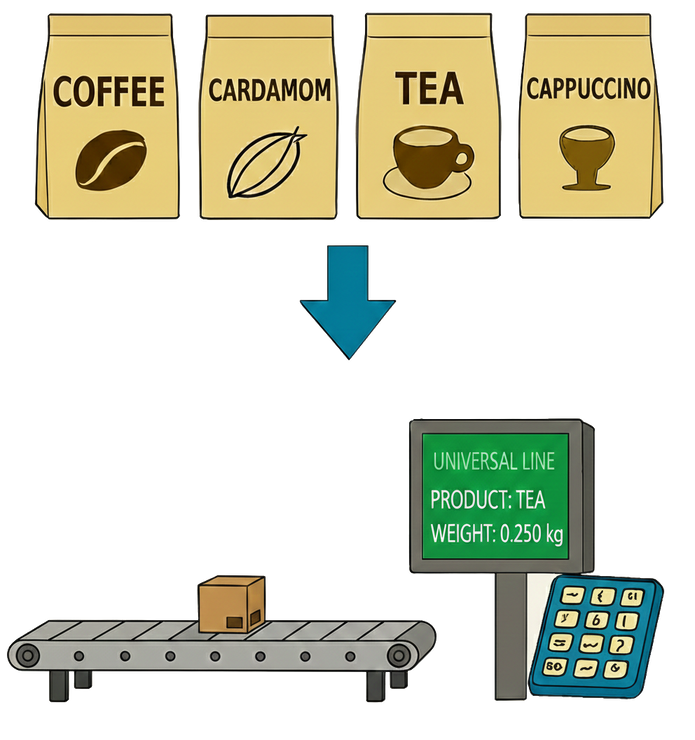 COFFEE
CARDAMOM
TEA
CAPPUCCINO
UNIVERSAL LINE
PRODUCT: TEA
WEIGHT: 0.250 kg